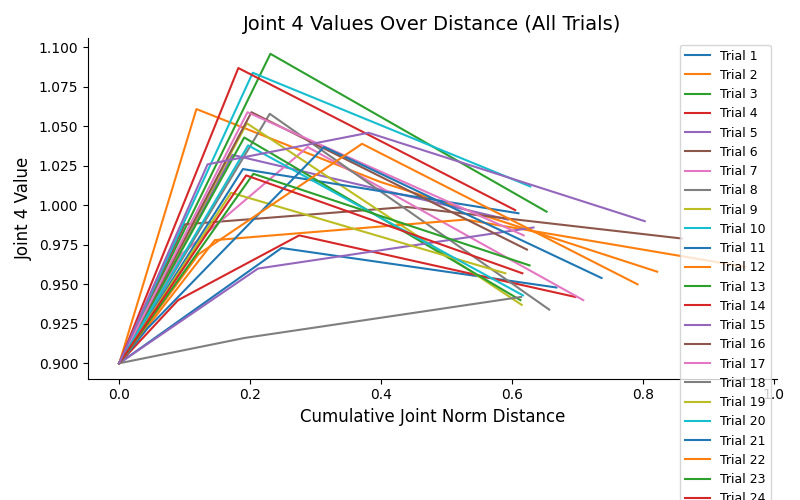 Joint 4 Values Over Distance (All Trials)
Joint 4 Value
1.100
1.075
1.050
1.025
1.000
0.975
0.950
0.925
0.900
0.0
0.2
0.4
0.6
0.8
1.0
Cumulative Joint Norm Distance
Trial 1
Trial 2
Trial 3
Trial 4
Trial 5
Trial 6
Trial 7
Trial 8
Trial 9
Trial 10
Trial 11
Trial 12
Trial 13
Trial 14
Trial 15
Trial 16
Trial 17
Trial 18
Trial 19
Trial 20
Trial 21
Trial 22
Trial 23
Trial 24